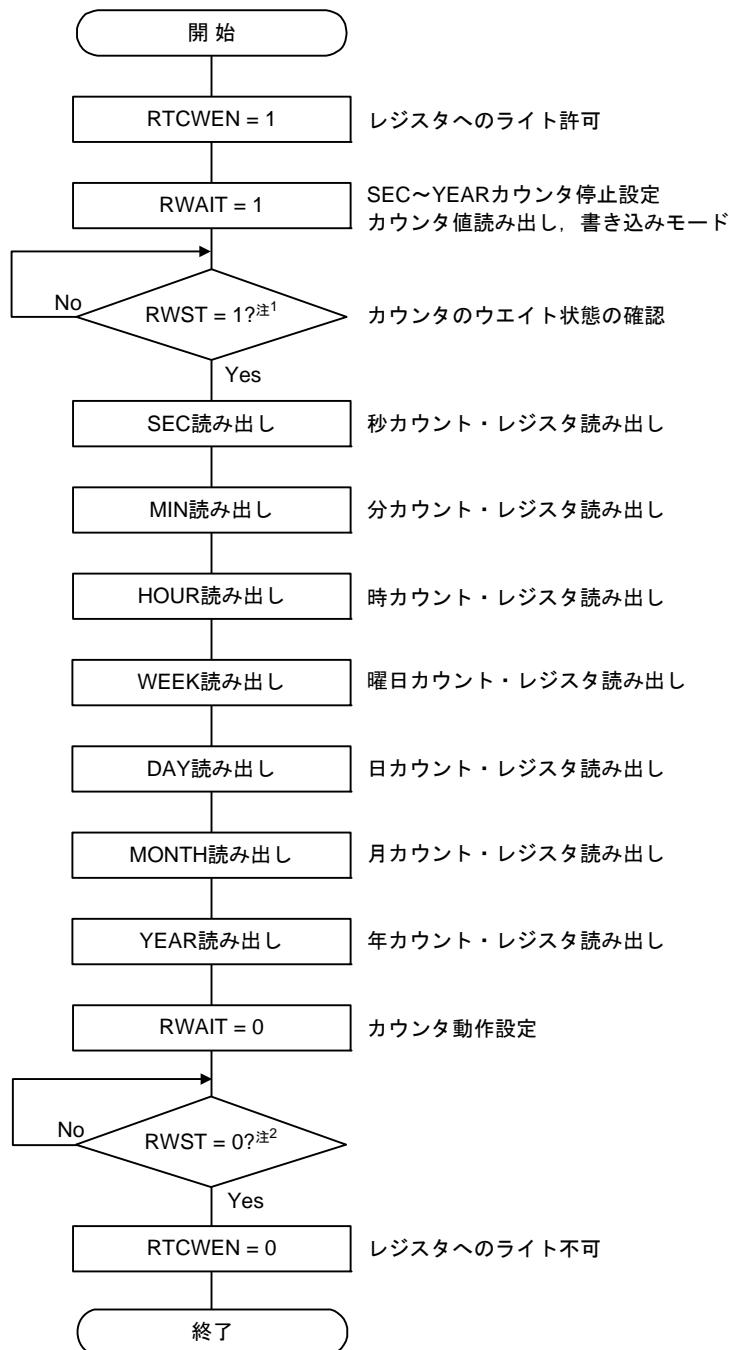 開 始
RTCWEN = 1
レジスタへのライト許可
RWAIT = 1
SEC～YEARカウンタ停止設定
カウンタ値読み出し，書き込みモード
No
RWST = 1?注1
カウンタのウエイト状態の確認
Yes
SEC読み出し
秒カウント・レジスタ読み出し
MIN読み出し
分カウント・レジスタ読み出し
HOUR読み出し
時カウント・レジスタ読み出し
WEEK読み出し
曜日カウント・レジスタ読み出し
DAY読み出し
日カウント・レジスタ読み出し
MONTH読み出し
月カウント・レジスタ読み出し
YEAR読み出し
年カウント・レジスタ読み出し
RWAIT = 0
カウンタ動作設定
No
RWST = 0?注2
Yes
RTCWEN = 0
レジスタへのライト不可
終了